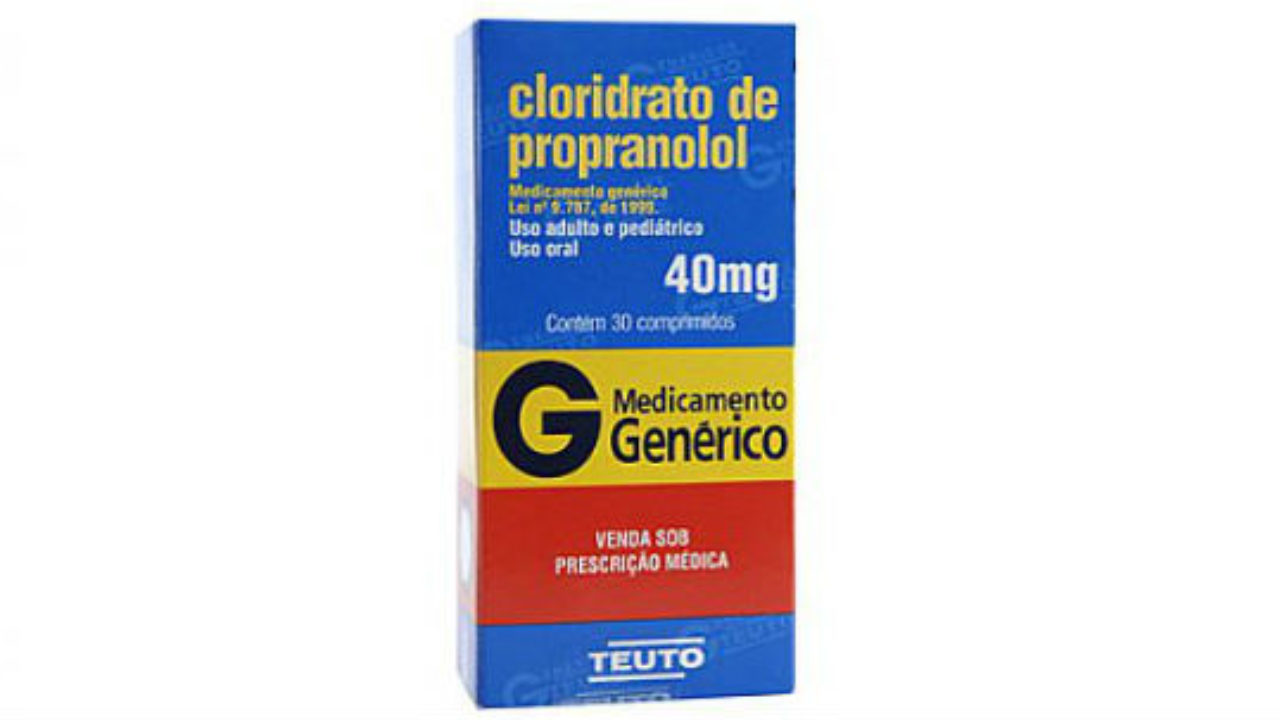 cloridrato de
propranolol
Medicamento genérico
Lei nº 9.787, de 1999.
Uso adulto e pediátrico
Uso oral
40mg
Contém 30 comprimidos
G Medicamento
Genérico
VENDA SOB
PRESCRIÇÃO MÉDICA
TEUTO